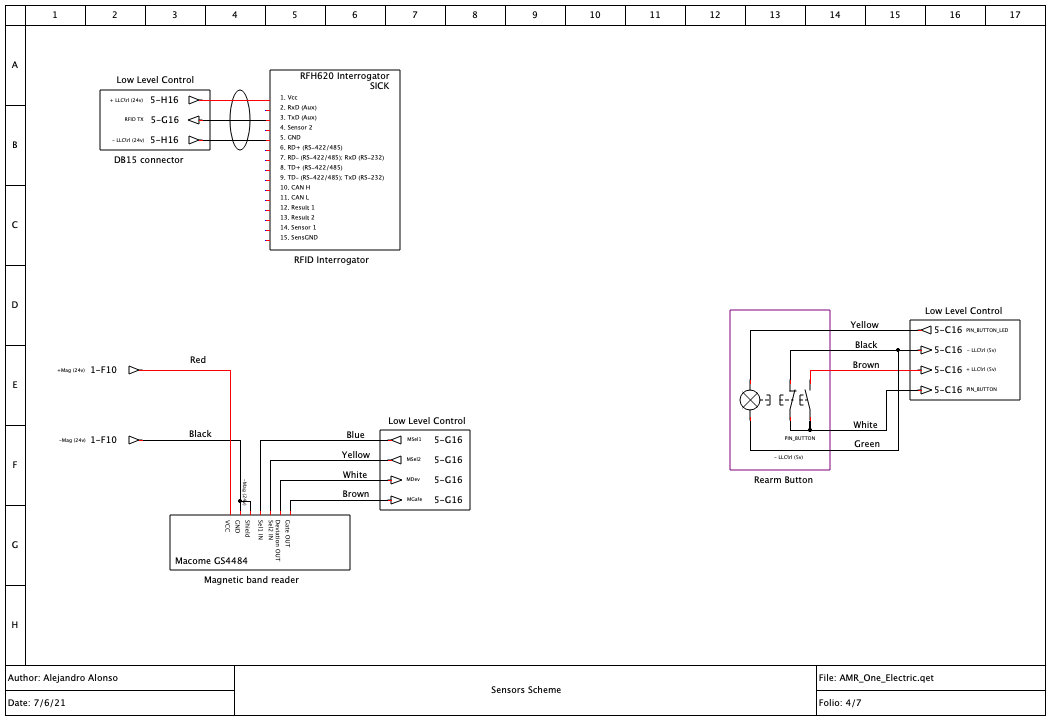 1 2 3 4 5 6 7 8 9 10 11 12 13 14 15 16 17
A
B
C
D
E
F
G
H
Low Level Control
+ LLCtrl (24v) 5-H16
RFID TX 5-G16
- LLCtrl (24v) 5-H16
DB15 connector
RFH620 Interrogator
SICK
1. Vcc
2. RxD (Aux)
3. TxD (Aux)
4. Sensor 2
5. GND
6. RD+ (RS-422/485)
7. RD- (RS-422/485); RxD (RS-232)
8. TD+ (RS-422/485)
9. TD- (RS-422/485); TxD (RS-232)
10. CAN H
11. CAN L
12. Result 1
13. Result 2
14. Sensor 1
15. SensGND
RFID Interrogator
Low Level Control
Yellow 5-C16 PIN_BUTTON_LED
Black 5-C16 - LLCtrl (5v)
Brown 5-C16 + LLCtrl (5v)
5-C16 PIN_BUTTON
White
PIN_BUTTON
Green
- LLCtrl (5v)
Rearm Button
Red
+Mag (24v) 1-F10
Black
-Mag (24v) 1-F10
-Mag (24v)
Low Level Control
Blue MSel1 5-G16
Yellow MSel2 5-G16
White MDev 5-G16
Brown MGate 5-G16
VCC
GND
Shield
Sel1 IN
Sel2 IN
Deviation OUT
Gate OUT
Macome GS4484
Magnetic band reader
Author: Alejandro Alonso
Date: 7/6/21
Sensors Scheme
File: AMR_One_Electric.qet
Folio: 4/7